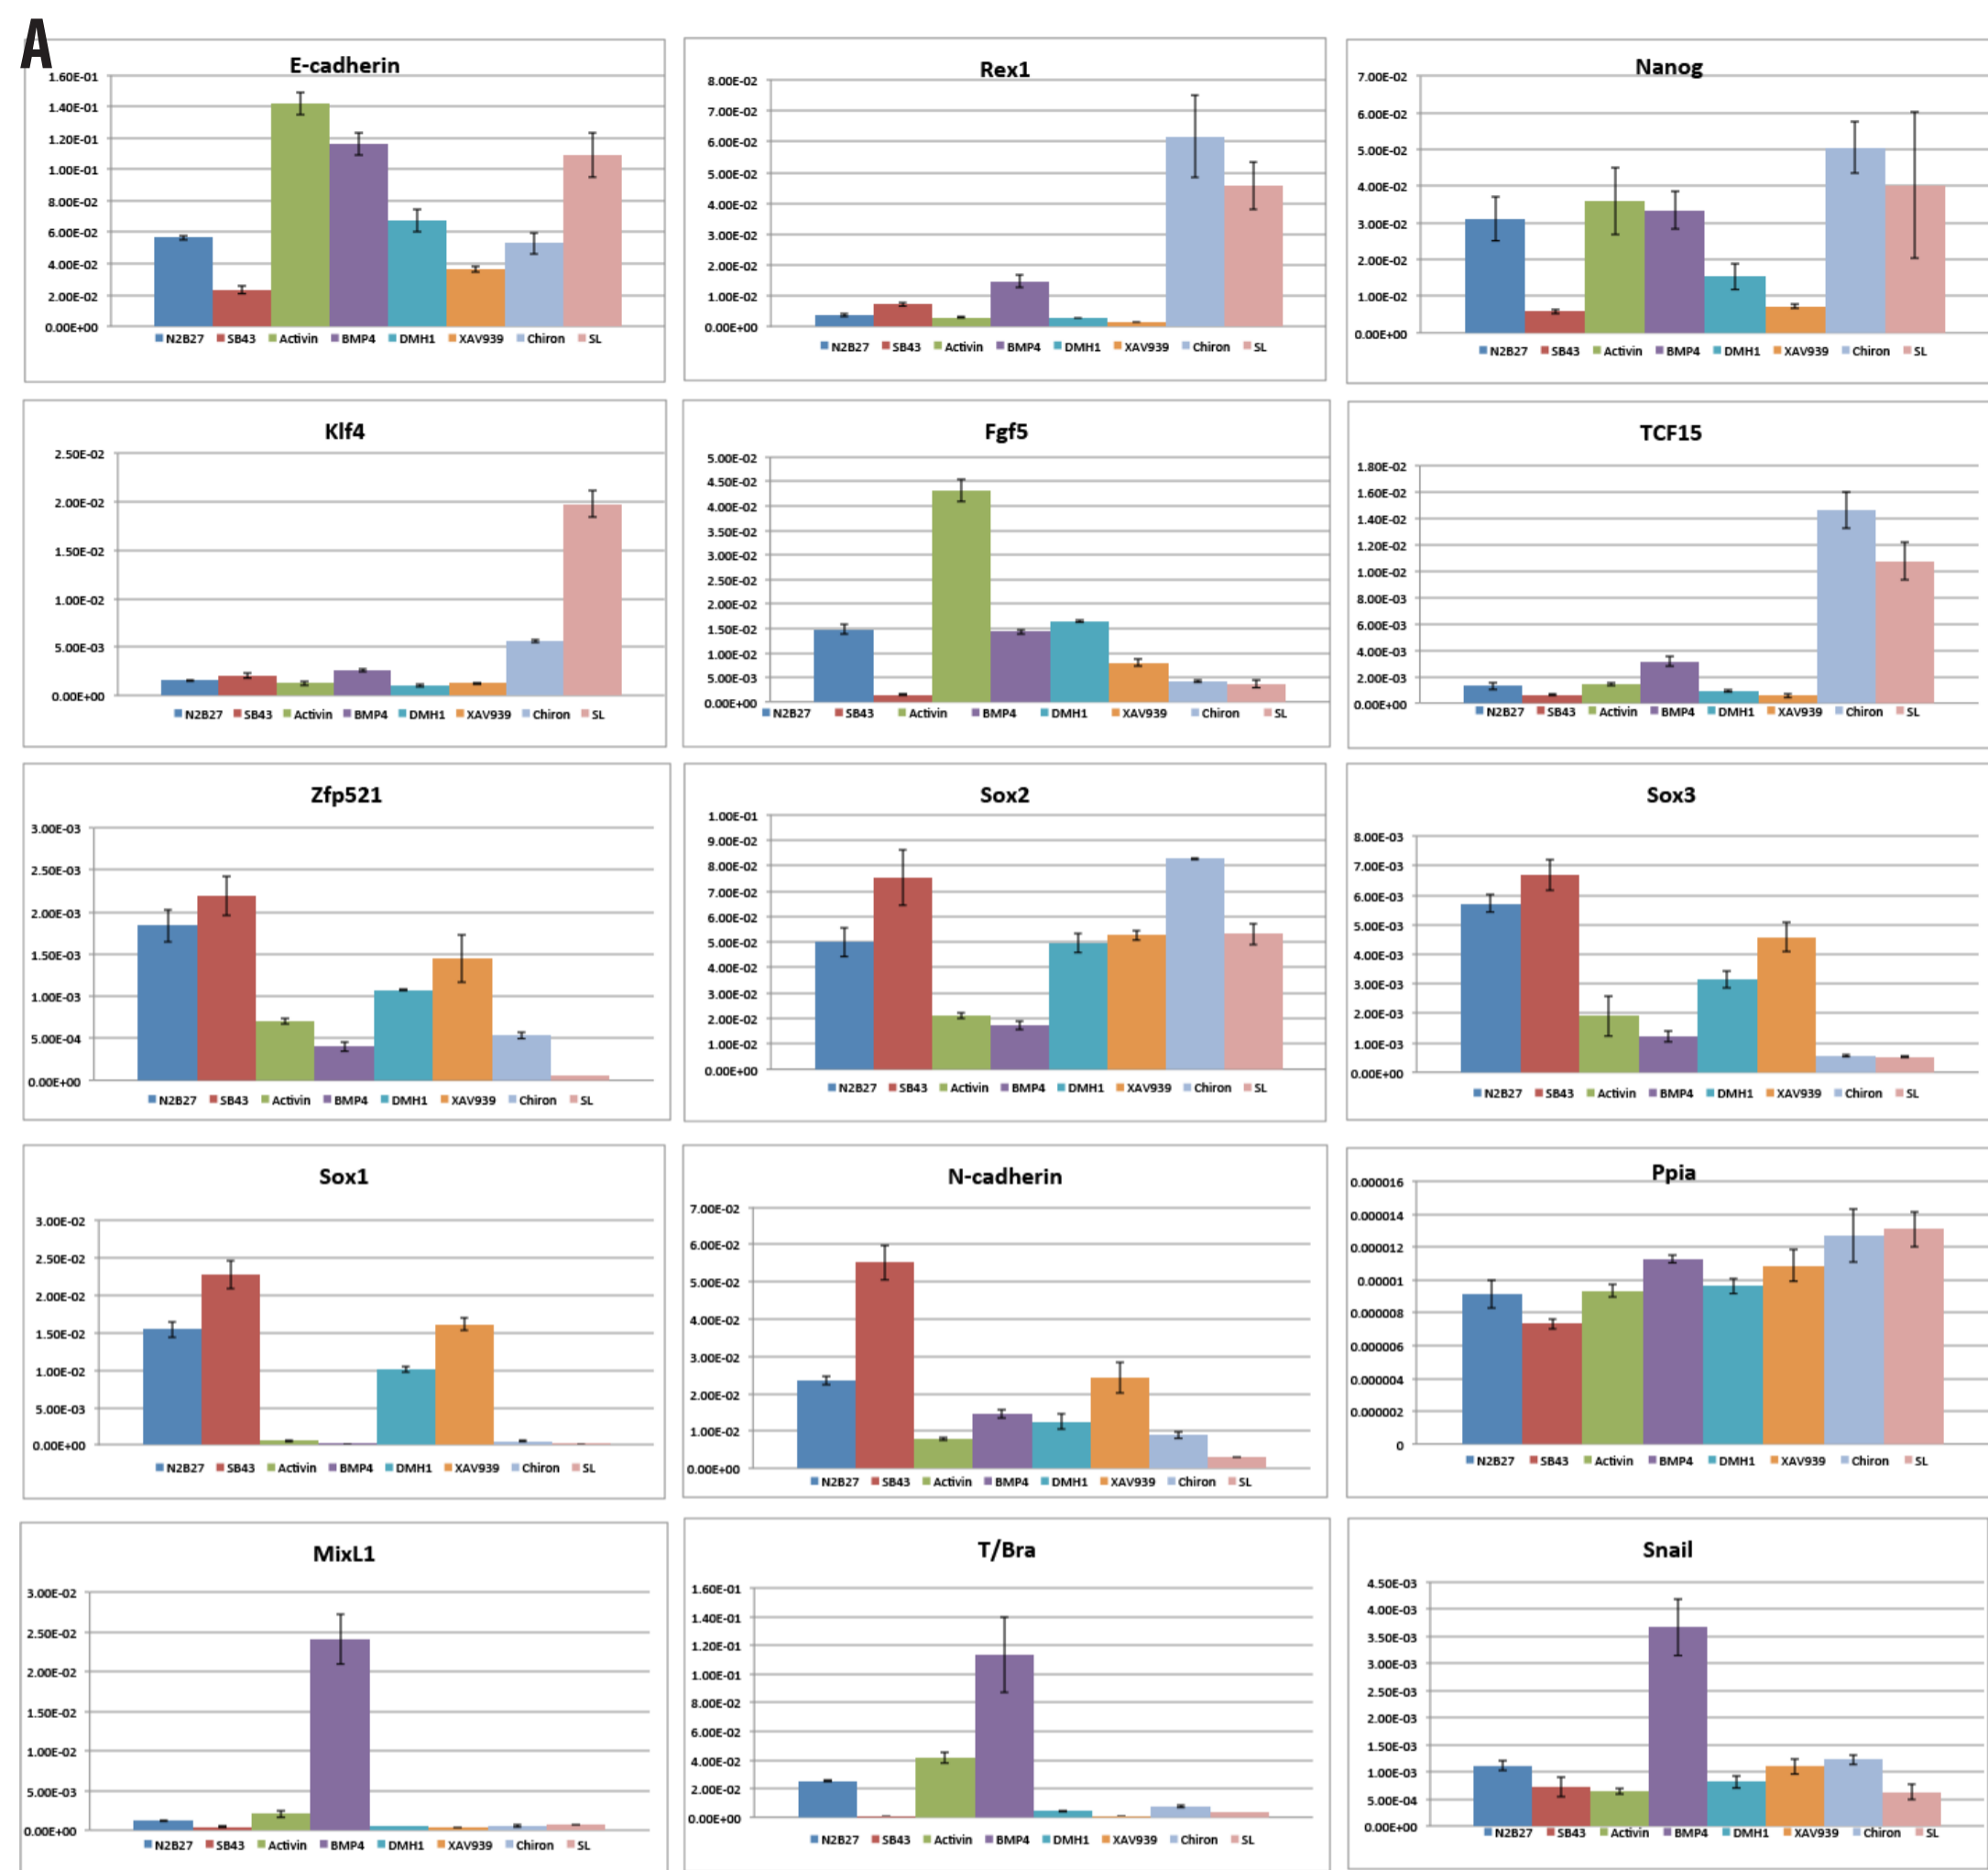 A
E-cadherin
1.60E-01
1.40E-01
1.20E-01
1.00E-01
8.00E-02
6.00E-02
4.00E-02
2.00E-02
0.00E+00
N2B27 SB43 Activin BMP4 DMH1 XAV939 Chiron SL
Rex1
8.00E-02
7.00E-02
6.00E-02
5.00E-02
4.00E-02
3.00E-02
2.00E-02
1.00E-02
0.00E+00
N2B27 SB43 Activin BMP4 DMH1 XAV939 Chiron SL
Nanog
7.00E-02
6.00E-02
5.00E-02
4.00E-02
3.00E-02
2.00E-02
1.00E-02
0.00E+00
N2B27 SB43 Activin BMP4 DMH1 XAV939 Chiron SL
Klf4
2.50E-02
2.00E-02
1.50E-02
1.00E-02
5.00E-03
0.00E+00
N2B27 SB43 Activin BMP4 DMH1 XAV939 Chiron SL
Fgf5
5.00E-02
4.50E-02
4.00E-02
3.50E-02
3.00E-02
2.50E-02
2.00E-02
1.50E-02
1.00E-02
5.00E-03
0.00E+00
N2B27 SB43 Activin BMP4 DMH1 XAV939 Chiron SL
TCF15
1.80E-02
1.60E-02
1.40E-02
1.20E-02
1.00E-02
8.00E-03
6.00E-03
4.00E-03
2.00E-03
0.00E+00
N2B27 SB43 Activin BMP4 DMH1 XAV939 Chiron SL
Zfp521
3.00E-03
2.50E-03
2.00E-03
1.50E-03
1.00E-03
5.00E-04
0.00E+00
N2B27 SB43 Activin BMP4 DMH1 XAV939 Chiron SL
Sox2
1.00E-01
9.00E-02
8.00E-02
7.00E-02
6.00E-02
5.00E-02
4.00E-02
3.00E-02
2.00E-02
1.00E-02
0.00E+00
N2B27 SB43 Activin BMP4 DMH1 XAV939 Chiron SL
Sox3
8.00E-03
7.00E-03
6.00E-03
5.00E-03
4.00E-03
3.00E-03
2.00E-03
1.00E-03
0.00E+00
N2B27 SB43 Activin BMP4 DMH1 XAV939 Chiron SL
Sox1
3.00E-02
2.50E-02
2.00E-02
1.50E-02
1.00E-02
5.00E-03
0.00E+00
N2B27 SB43 Activin BMP4 DMH1 XAV939 Chiron SL
N-cadherin
7.00E-02
6.00E-02
5.00E-02
4.00E-02
3.00E-02
2.00E-02
1.00E-02
0.00E+00
N2B27 SB43 Activin BMP4 DMH1 XAV939 Chiron SL
Ppia
0.000016
0.000014
0.000012
0.00001
0.000008
0.000006
0.000004
0.000002
0
N2B27 SB43 Activin BMP4 DMH1 XAV939 Chiron SL
MixL1
3.00E-02
2.50E-02
2.00E-02
1.50E-02
1.00E-02
5.00E-03
0.00E+00
N2B27 SB43 Activin BMP4 DMH1 XAV939 Chiron SL
T/Bra
1.60E-01
1.40E-01
1.20E-01
1.00E-01
8.00E-02
6.00E-02
4.00E-02
2.00E-02
0.00E+00
N2B27 SB43 Activin BMP4 DMH1 XAV939 Chiron SL
Snail
4.50E-03
4.00E-03
3.50E-03
3.00E-03
2.50E-03
2.00E-03
1.50E-03
1.00E-03
5.00E-04
0.00E+00
N2B27 SB43 Activin BMP4 DMH1 XAV939 Chiron SL